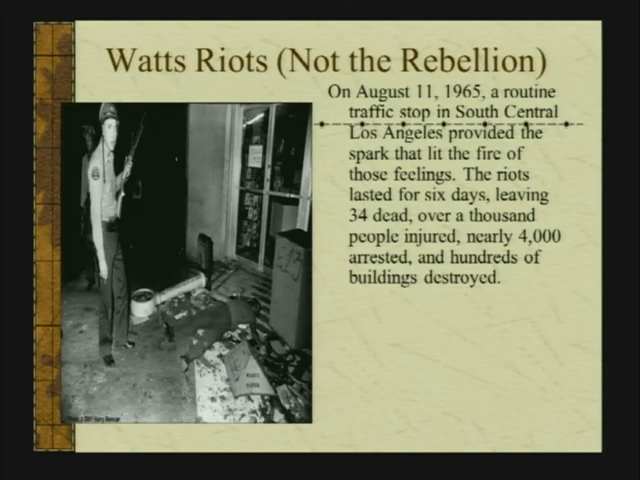 Watts Riots (Not the Rebellion)
On August 11, 1965, a routine
traffic stop in South Central
Los Angeles provided the
spark that lit the fire of
those feelings. The riots
lasted for six days, leaving
34 dead, over a thousand
people injured, nearly 4,000
arrested, and hundreds of
buildings destroyed.